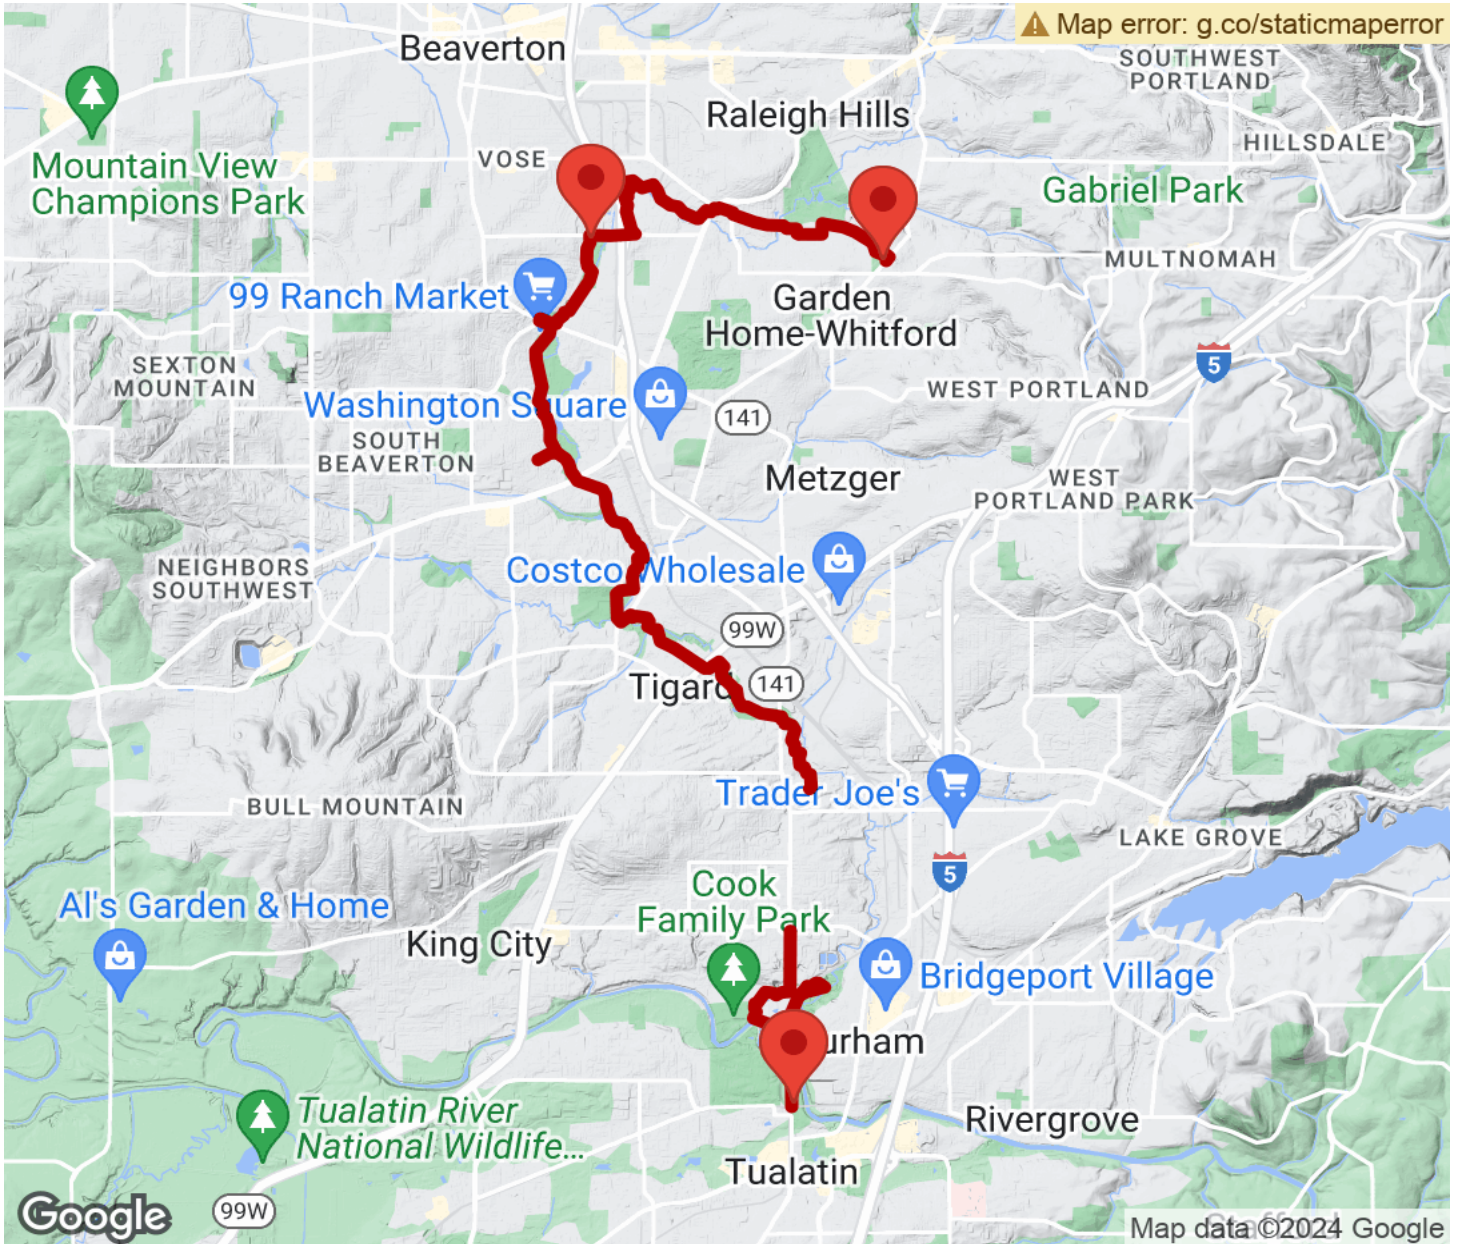 Map error: g.co/staticmaperror
Beaverton
SOUTHWEST
PORTLAND
Raleigh Hills
HILLSDALE
VOSE
Mountain View
Champions Park
Gabriel Park
MULTNOMAH
99 Ranch Market
Garden
Home-Whitford
5
SEXTON
MOUNTAIN
WEST PORTLAND
Washington Square
141
SOUTH
BEAVERTON
Metzger
WEST
PORTLAND PARK
NEIGHBORS
SOUTHWEST
Costco Wholesale
99W
Tigard
141
Trader Joe's
BULL MOUNTAIN
LAKE GROVE
5
Cook
Family Park
Al's Garden & Home
King City
Bridgeport Village
urham
Tualatin River
National Wildlife...
Rivergrove
Tualatin
99W
Google
Map data ©2024 Google